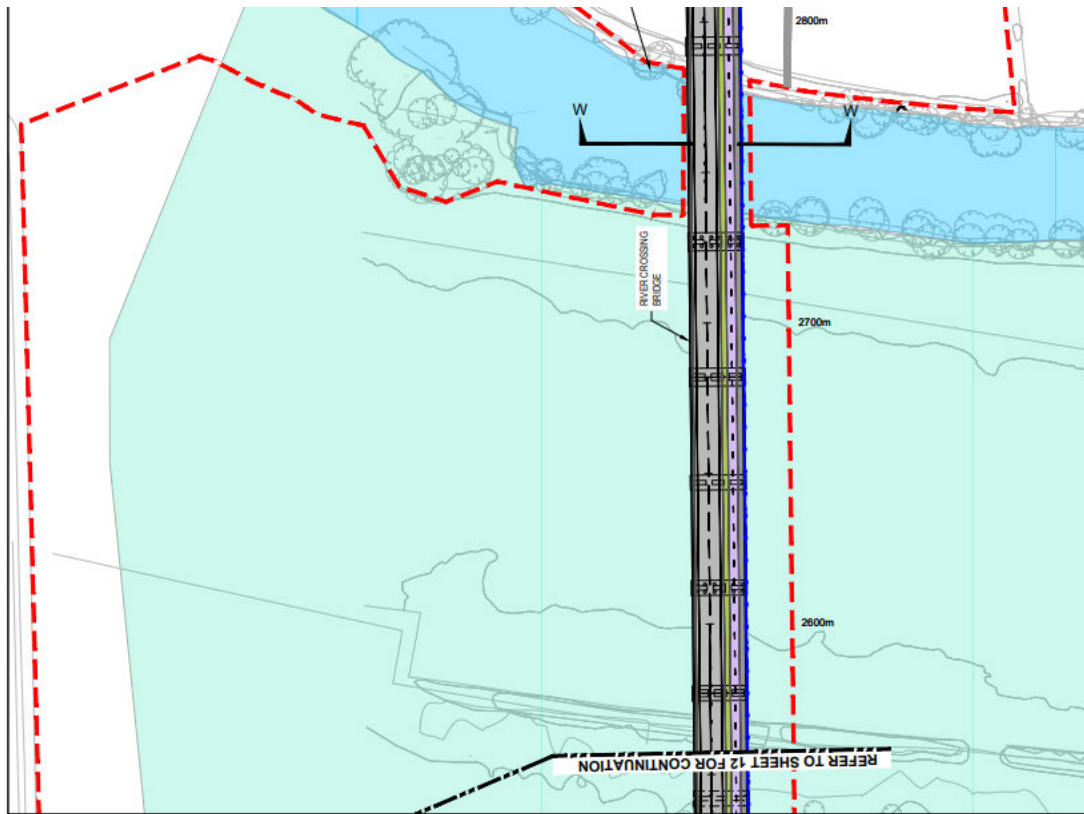 2800m
W
W
RIVER CROSSING
BRIDGE
2700m
2600m
REFER TO SHEET 12 FOR CONTINUATION